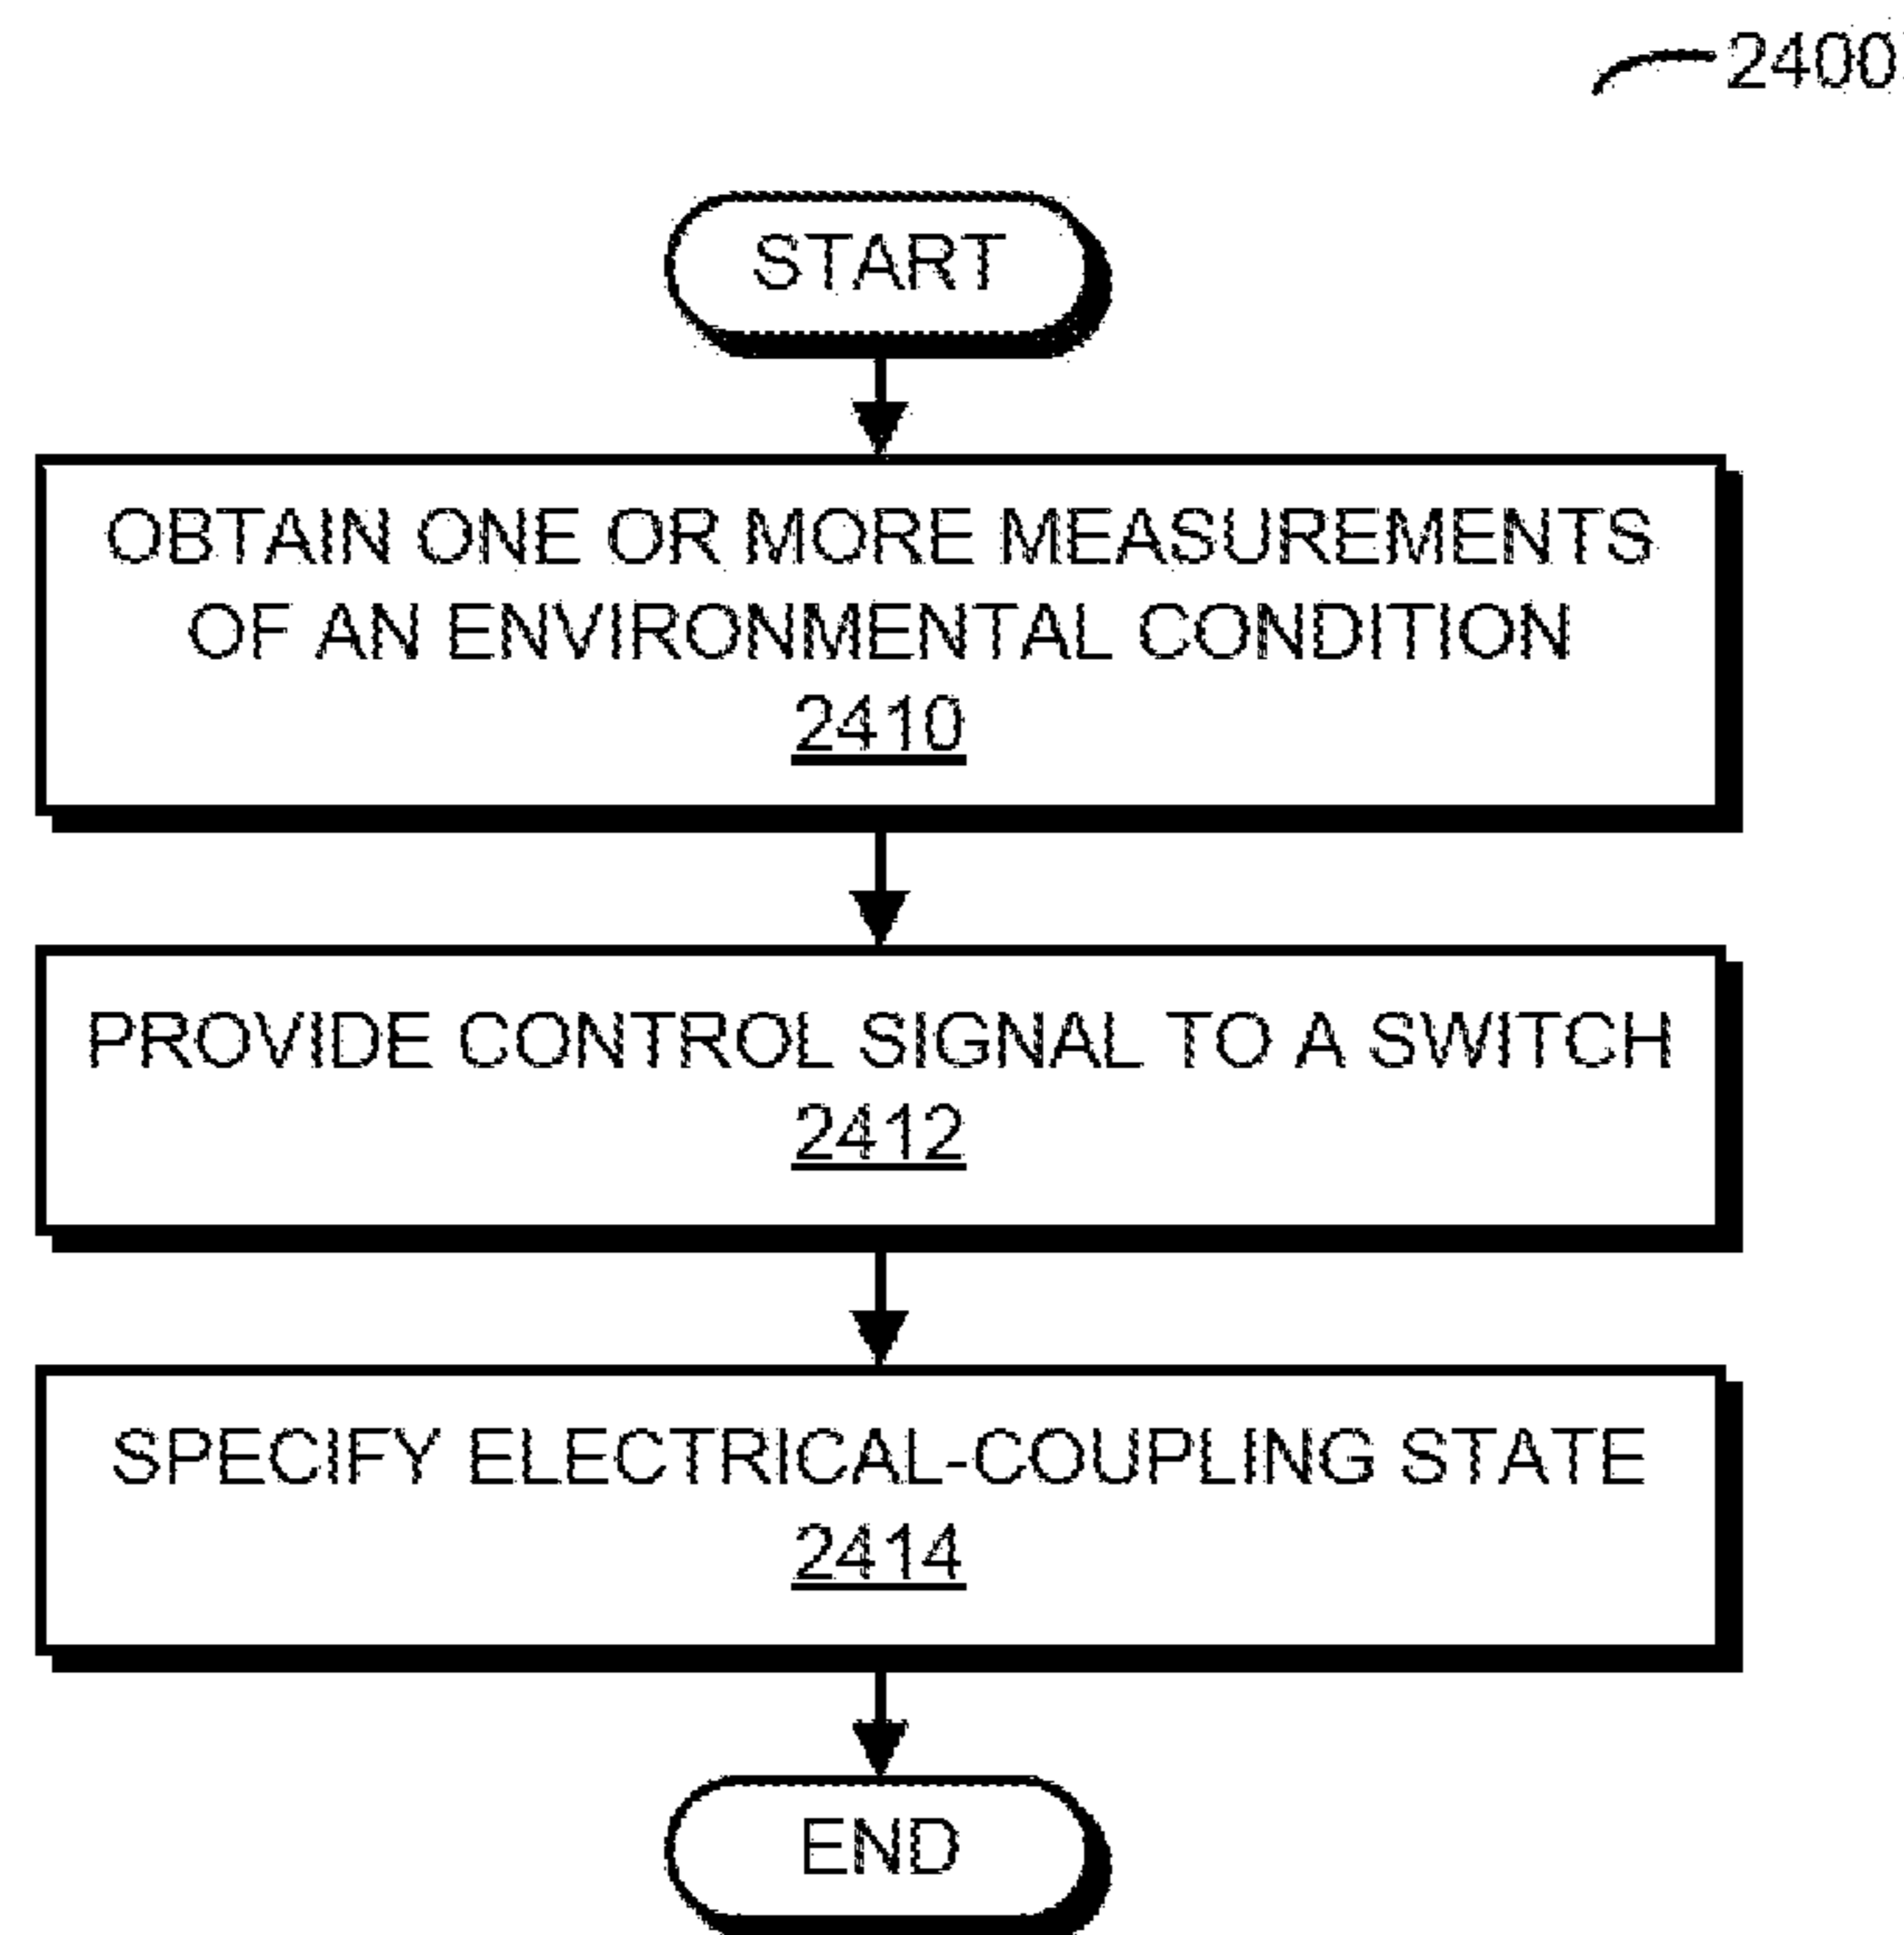 2400
START
OBTAIN ONE OR MORE MEASUREMENTS
OF AN ENVIRONMENTAL CONDITION
2410
PROVIDE CONTROL SIGNAL TO A SWITCH
2412
SPECIFY ELECTRICAL-COUPLING STATE
2414
END